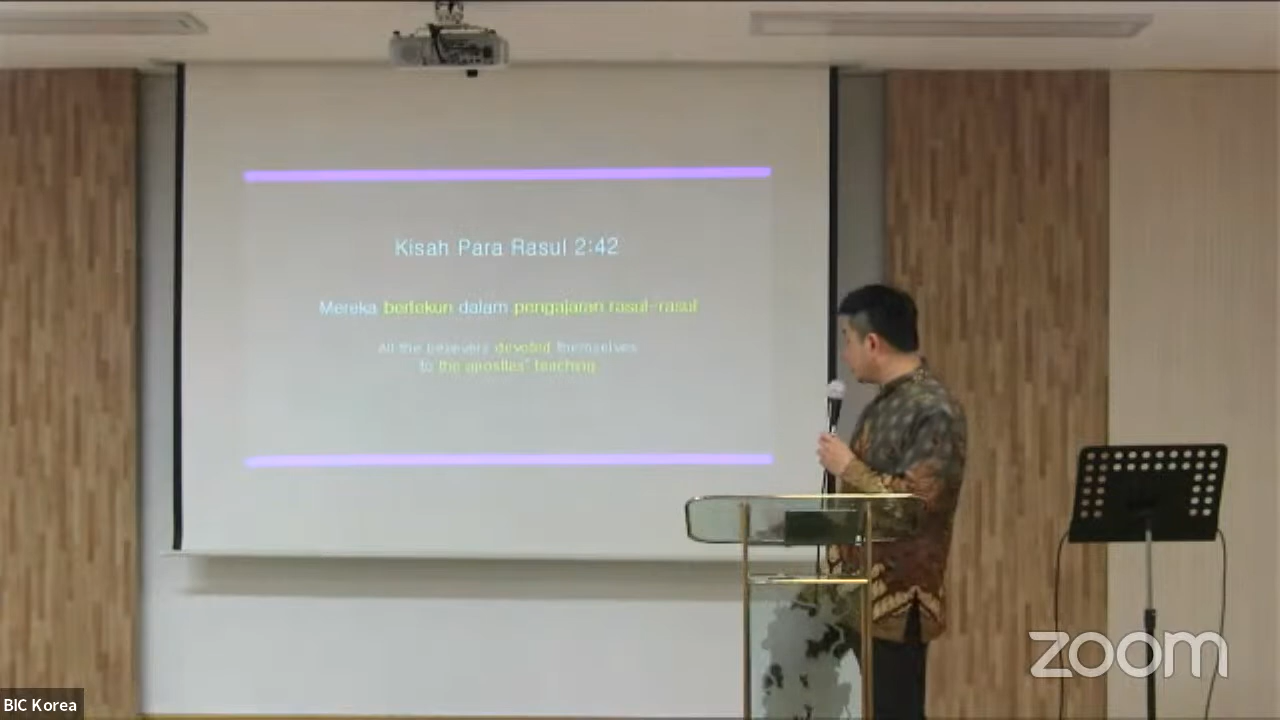 Kisah Para Rasul 2:42
Mereka bertekun dalam pengajaran rasul-rasul
All the believers devoted themselves
to the apostles' teaching
zoom
BIC Korea